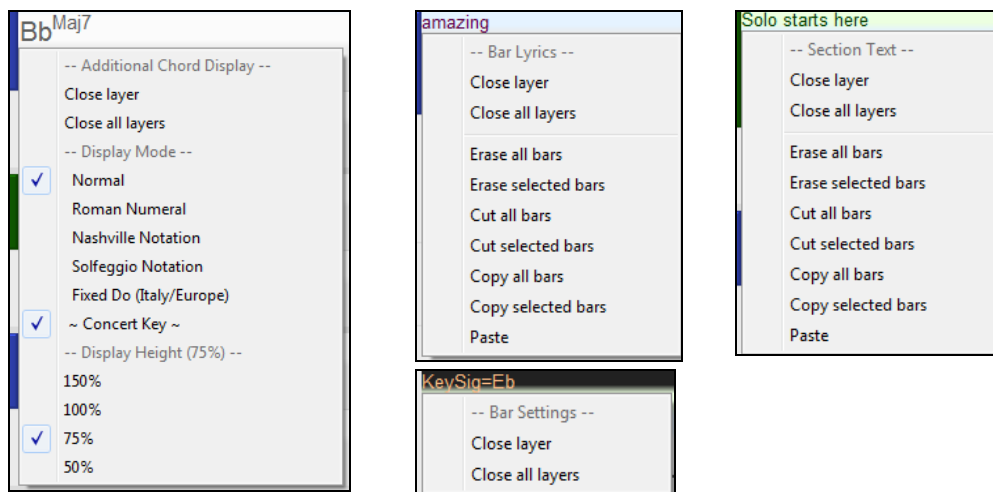 Bb Maj7
-- Additional Chord Display --
Close layer
Close all layers
-- Display Mode --
Normal
Roman Numeral
Nashville Notation
Solfeggio Notation
Fixed Do (Italy/Europe)
~ Concert Key ~
-- Display Height (75%) --
150%
100%
75%
50%
amazing
-- Bar Lyrics --
Close layer
Close all layers
Erase all bars
Erase selected bars
Cut all bars
Cut selected bars
Copy all bars
Copy selected bars
Paste
KeySig=Eb
-- Bar Settings --
Close layer
Close all layers
Solo starts here
-- Section Text --
Close layer
Close all layers
Erase all bars
Erase selected bars
Cut all bars
Cut selected bars
Copy all bars
Copy selected bars
Paste